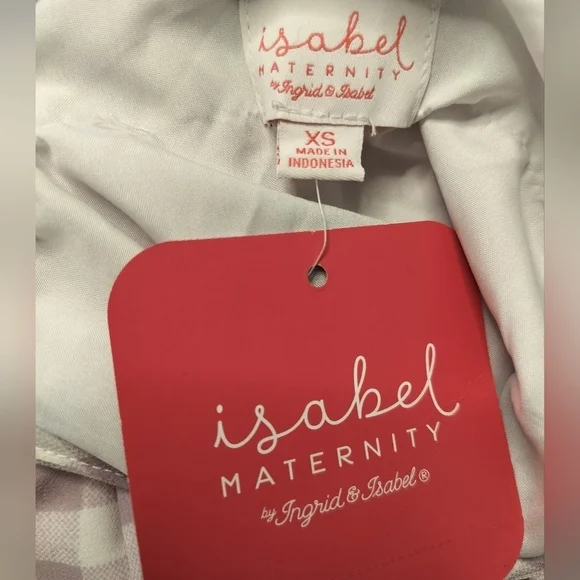 isabel
MATERNITY
by Ingrid & Isabel
XS
MADE IN
INDONESIA
isabel
MATERNITY
by Ingrid & Isabel®